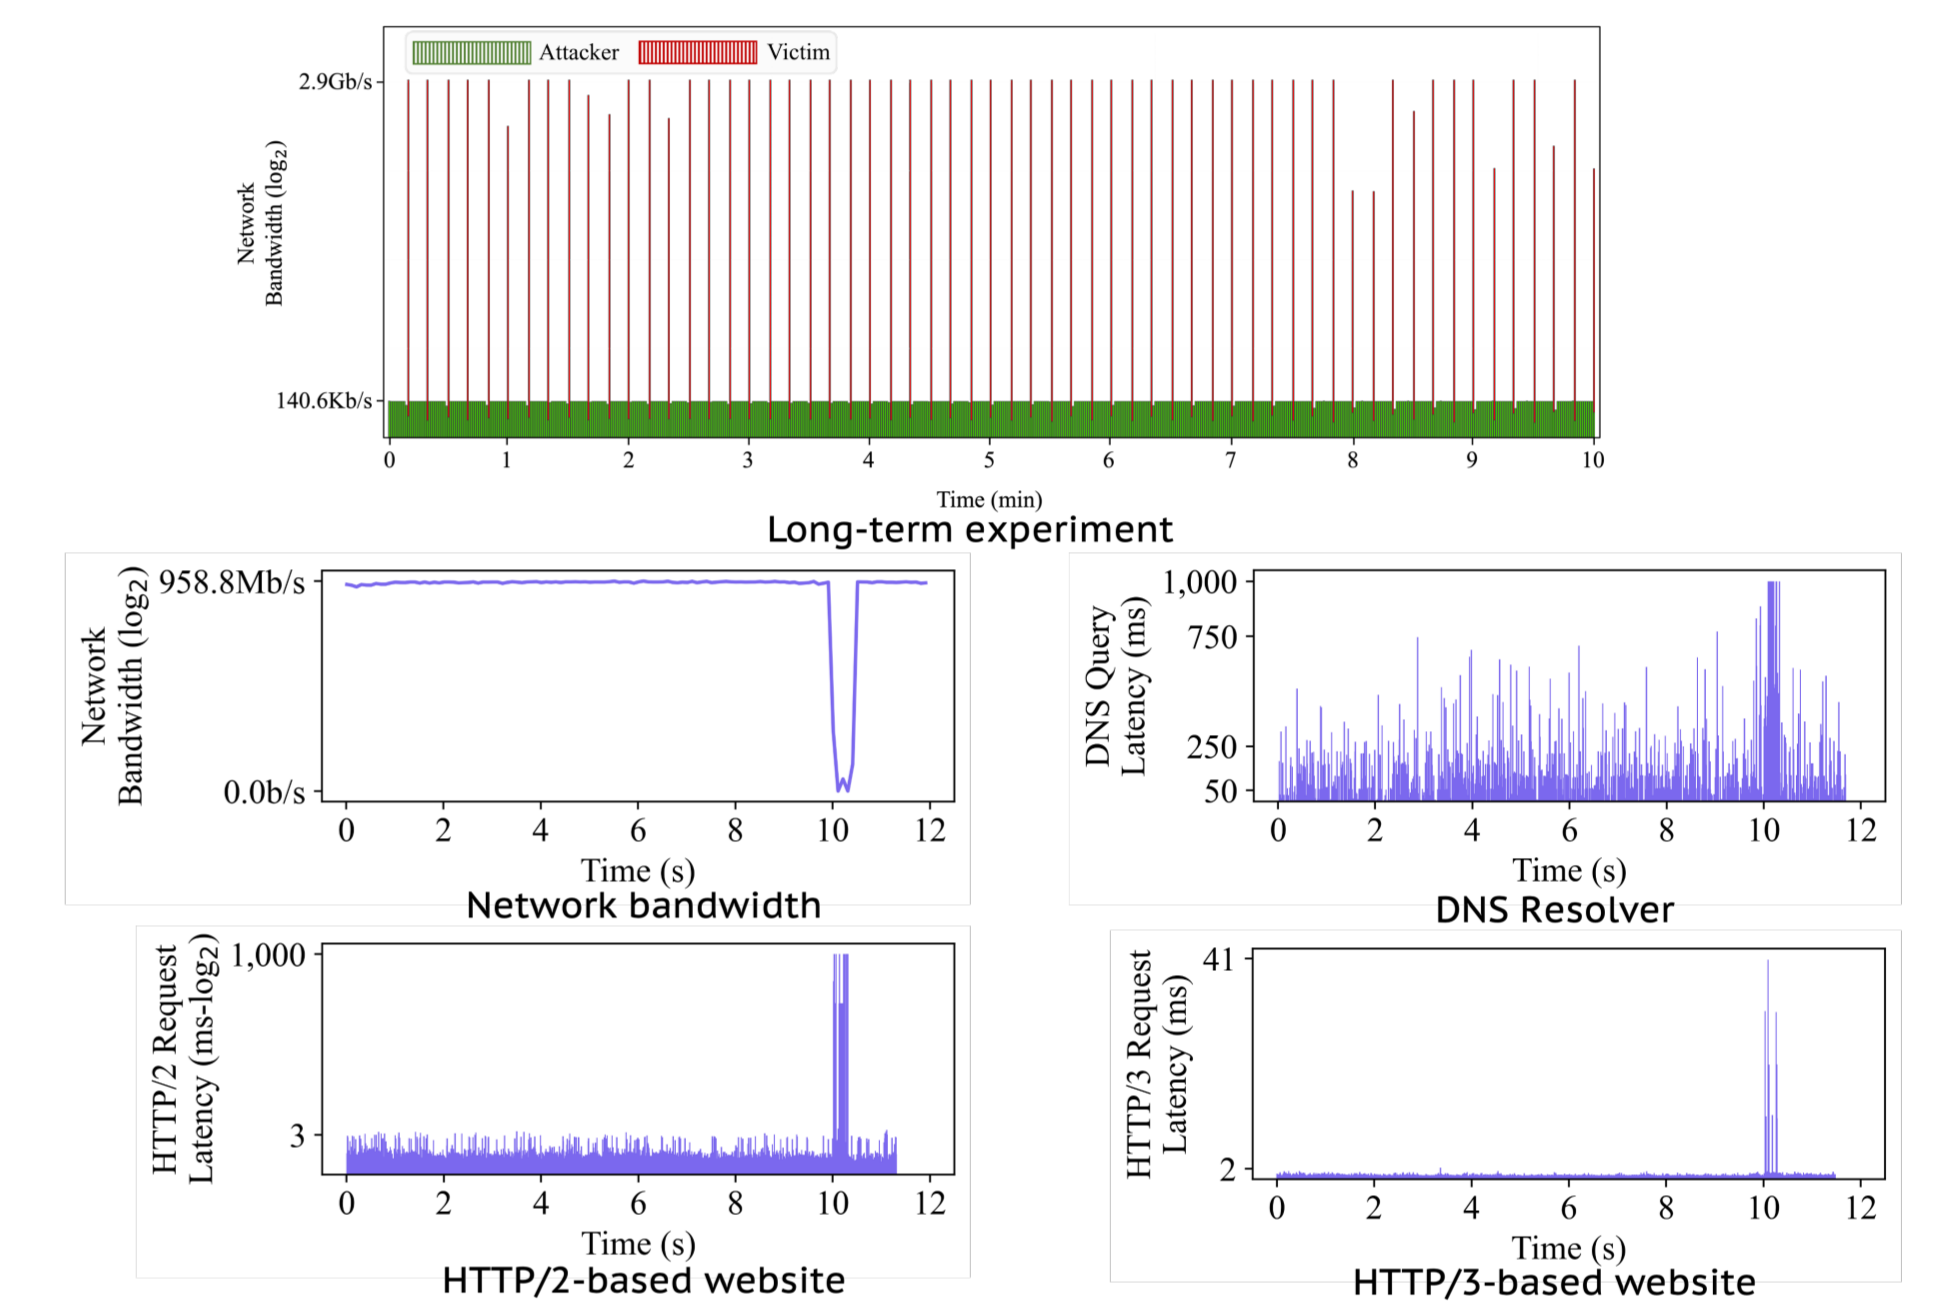 Attacker
Victim
2.9Gb/s
140.6Kb/s
Network
Bandwidth (log₂)
0 1 2 3 4 5 6 7 8 9 10
Time (min)
Long-term experiment
Network
Bandwidth (log₂)
958.8Mb/s
0.0b/s
0 2 4 6 8 10 12
Time (s)
Network bandwidth
DNS Query
Latency (ms)
1,000
750
250
50
0 2 4 6 8 10 12
Time (s)
DNS Resolver
HTTP/2 Request
Latency (ms-log₂)
1,000
3
0 2 4 6 8 10 12
Time (s)
HTTP/2-based website
HTTP/3 Request
Latency (ms)
41
2
0 2 4 6 8 10 12
Time (s)
HTTP/3-based website